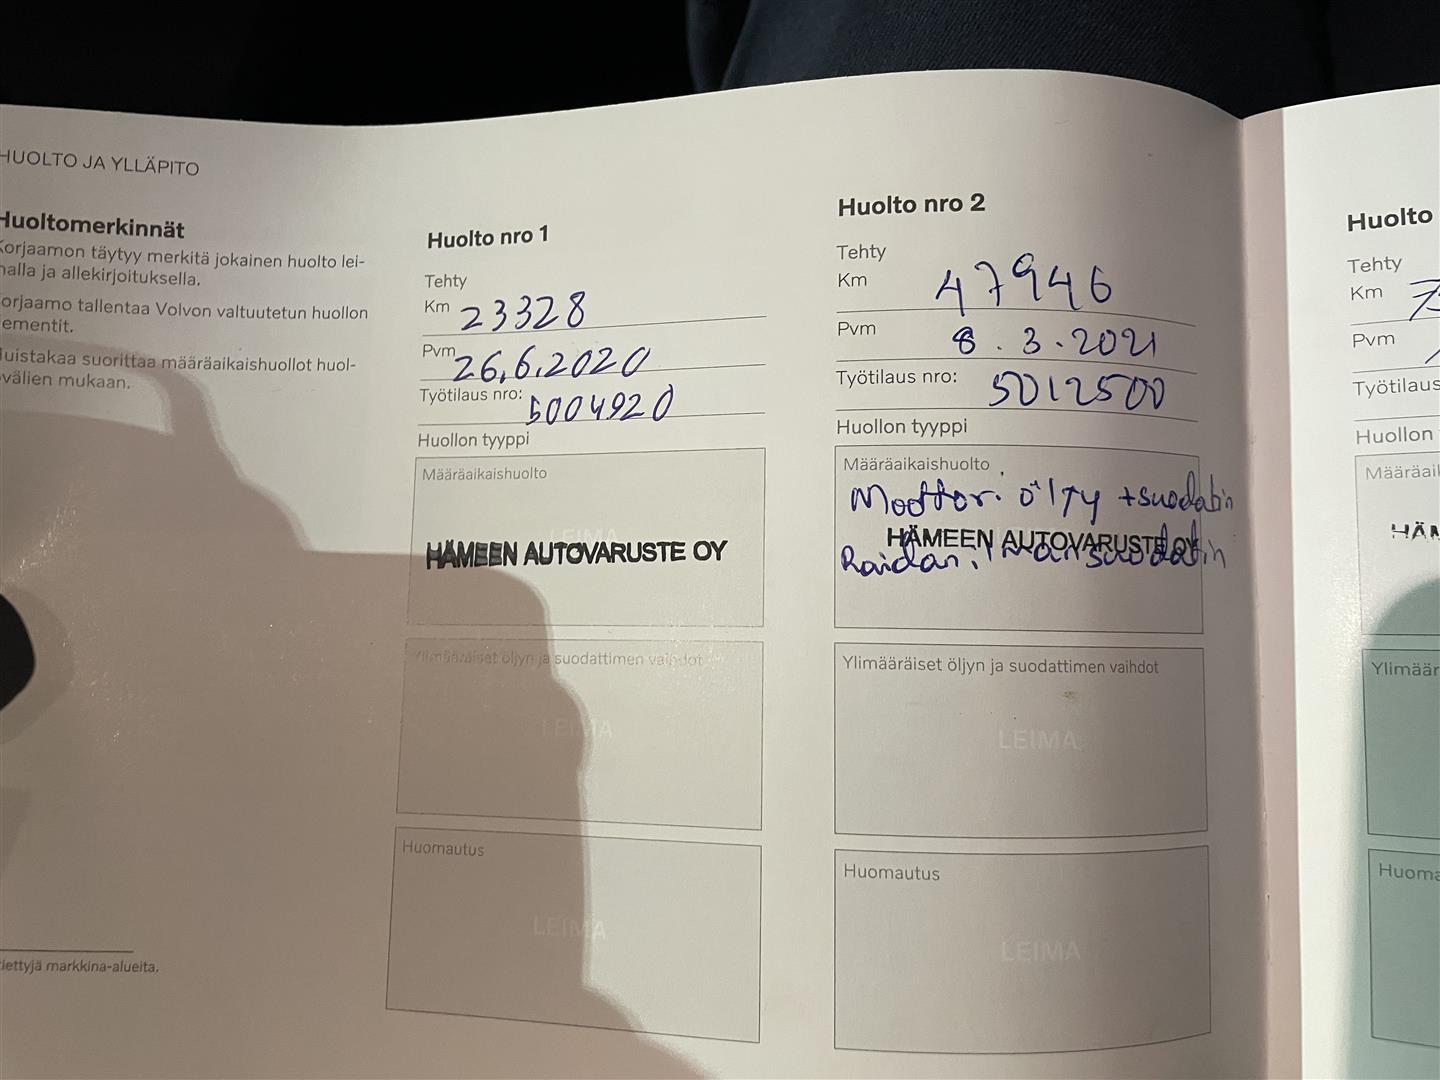 HUOLTO JA YLLÄPITO
Huoltomerkinnät
Korjaamon täytyy merkitä jokainen huolto lei-
malla ja allekirjoituksella.
Korjaamo tallentaa Volvon valtuutetun huollon
Muistakaa suorittaa määräaikaishuollot huol-
tovälien mukaan.
tiettyjä markkina-alueita.
Huolto nro 1
Tehty
Km 23328
Pvm 26.6.2020
Työtilaus nro: 5004920
Huollon tyyppi
Määräaikaishuolto
LEIMA
HÄMEEN AUTOVARUSTE OY
Ylimääräiset öljyn ja suodattimen vaihdot
LEIMA
Huomautus
LEIMA
Huolto nro 2
Tehty
Km 47946
Pvm 8.3.2021
Työtilaus nro: 5012500
Huollon tyyppi
Määräaikaishuolto
Moottori öljy +suodatin
HÄMEEN AUTOVARUSTE OY
Raidan.ilmansuodatin
Ylimääräiset öljyn ja suodattimen vaihdot
LEIMA
Huomautus
LEIMA
Huolto
Tehty
Km
Pvm
Työtilaus
Huollon
Määräai
HÄM
Ylimäär
Huoma